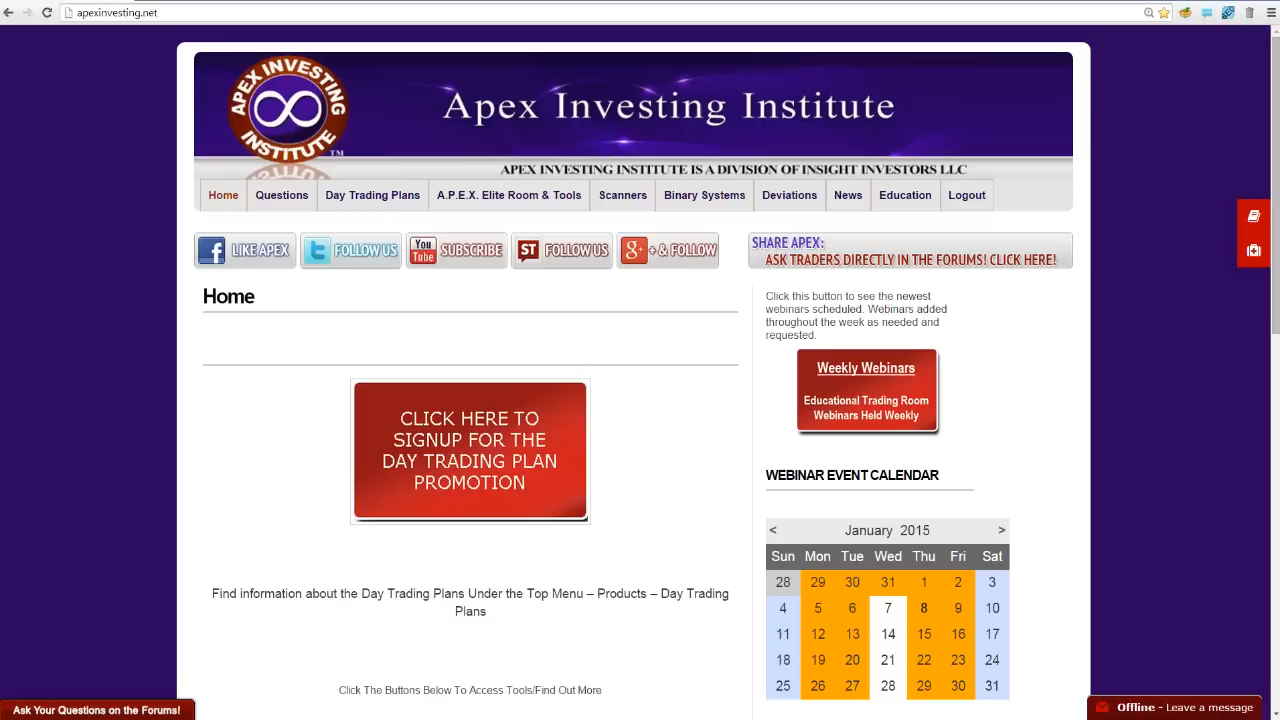 apexinvesting.net
APEX INVESTING
INSTITUTE
TM
Apex Investing Institute
APEX INVESTING INSTITUTE IS A DIVISION OF INSIGHT INVESTORS LLC
Home Questions Day Trading Plans A.P.E.X. Elite Room & Tools Scanners Binary Systems Deviations News Education Logout
f LIKE APEX t FOLLOW US You Tube SUBSCRIBE ST FOLLOW US g+ + & FOLLOW
SHARE APEX:
ASK TRADERS DIRECTLY IN THE FORUMS! CLICK HERE!
Home
CLICK HERE TO
SIGNUP FOR THE
DAY TRADING PLAN
PROMOTION
Find information about the Day Trading Plans Under the Top Menu – Products – Day Trading
Plans
Click The Buttons Below To Access Tools/Find Out More
Click this button to see the newest
webinars scheduled. Webinars added
throughout the week as needed and
requested.
Weekly Webinars
Educational Trading Room
Webinars Held Weekly
WEBINAR EVENT CALENDAR
< January 2015 >
Sun Mon Tue Wed Thu Fri Sat
28 29 30 31 1 2 3
4 5 6 7 8 9 10
11 12 13 14 15 16 17
18 19 20 21 22 23 24
25 26 27 28 29 30 31
Ask Your Questions on the Forums!
Offline - Leave a message